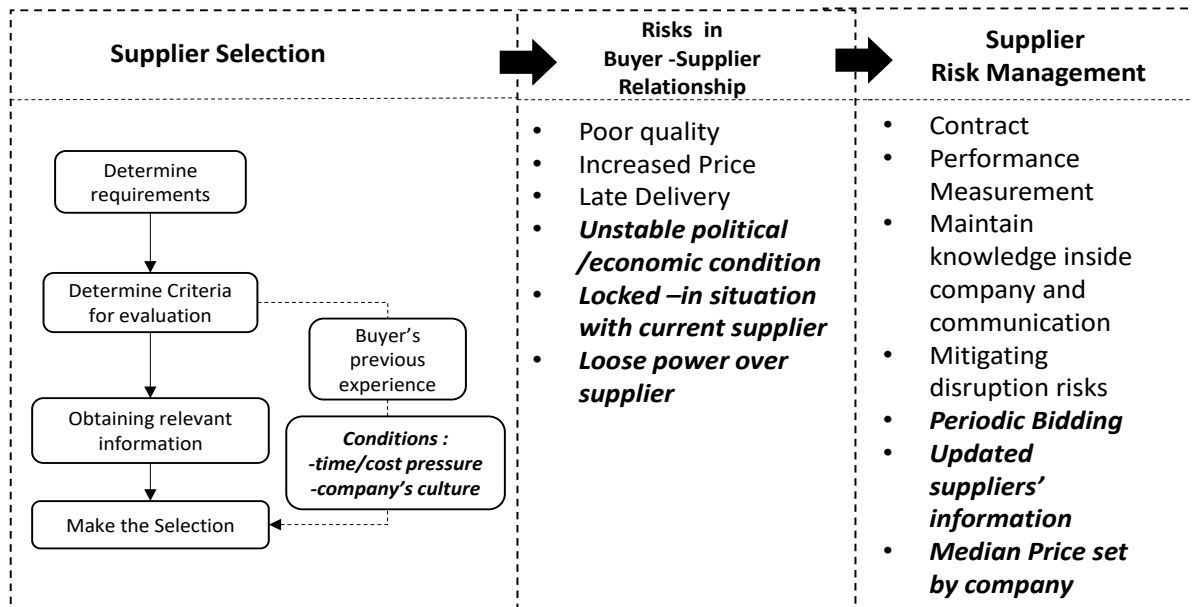 Supplier Selection
Determine
requirements
Determine Criteria
for evaluation
Buyer's
previous
experience
Obtaining relevant
information
Conditions :
-time/cost pressure
-company's culture
Make the Selection
Risks in
Buyer -Supplier
Relationship
• Poor quality
• Increased Price
• Late Delivery
• Unstable political
/economic condition
• Locked –in situation
with current supplier
• Loose power over
supplier
Supplier
Risk Management
• Contract
• Performance
Measurement
• Maintain
knowledge inside
company and
communication
• Mitigating
disruption risks
• Periodic Bidding
• Updated
suppliers'
information
• Median Price set
by company